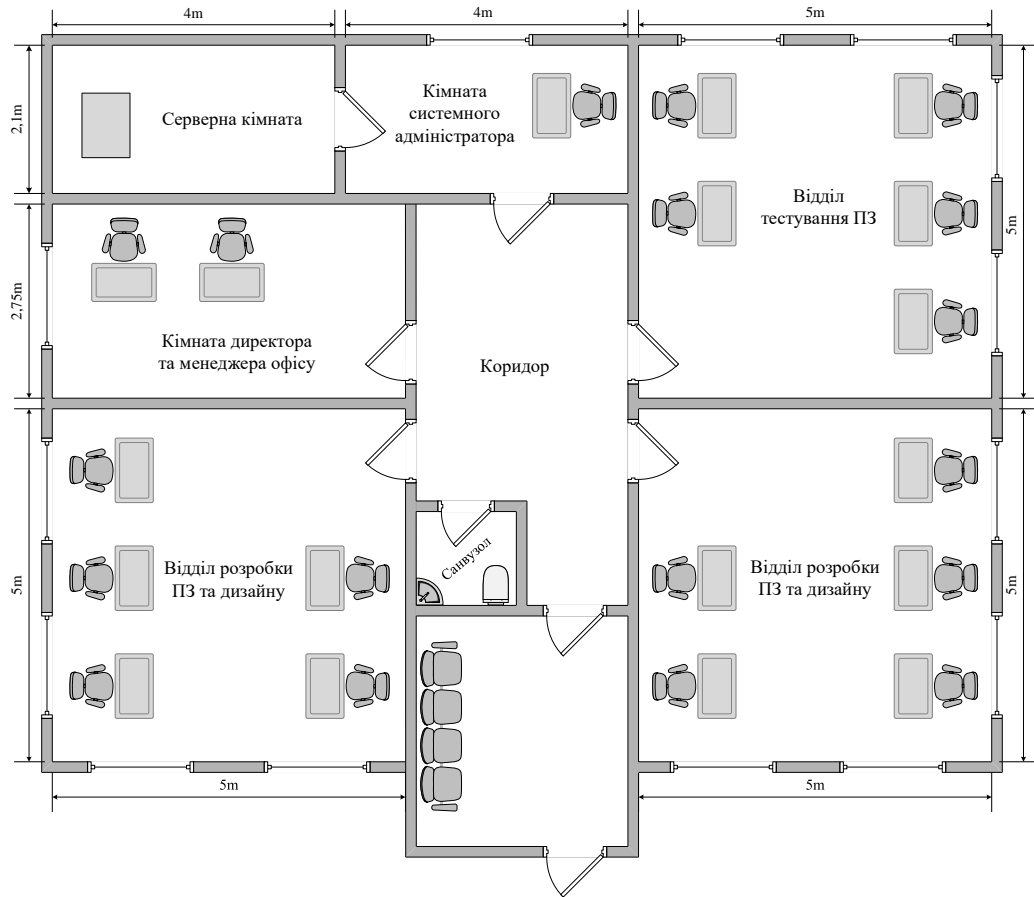 4m
4m
5m
2,1m
Серверна кімната
Кімната
системного
адміністратора
Відділ
тестування ПЗ
5m
2,75m
Кімната директора
та менеджера офісу
Коридор
5m
Відділ розробки
ПЗ та дизайну
Санвузол
Відділ розробки
ПЗ та дизайну
5m
5m
5m